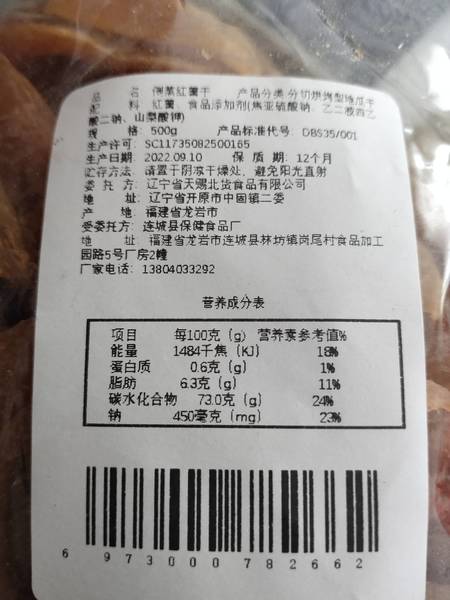 品 名 倒蒸红薯干 产品分类 分切烘烤型地瓜干
配 料 红薯、食品添加剂(焦亚硫酸钠、乙二胺四乙
酸二钠、山梨酸钾)
规 格: 500g 产品标准代号 DBS35/001
生产许可: SC11735082500165
生产日期: 2022.09.10 保 质 期: 12个月
贮存方法: 请置于阴凉干燥处，避免阳光直射
委 托 方: 辽宁省天赐北货食品有限公司
地 址: 辽宁省开原市中固镇二委
产 地: 福建省龙岩市
受委托方: 连城县保健食品厂
地 址: 福建省龙岩市连城县林坊镇岗尾村食品加工
园路5号厂房2幢
厂家电话: 13804033292
营养成分表
项目 每100克 (g) 营养素参考值%
能量 1484千焦 (KJ) 18%
蛋白质 0.6克 (g) 1%
脂肪 6.3克 (g) 11%
碳水化合物 73.0克 (g) 24%
钠 450毫克 (mg) 23%
6 973000 782662